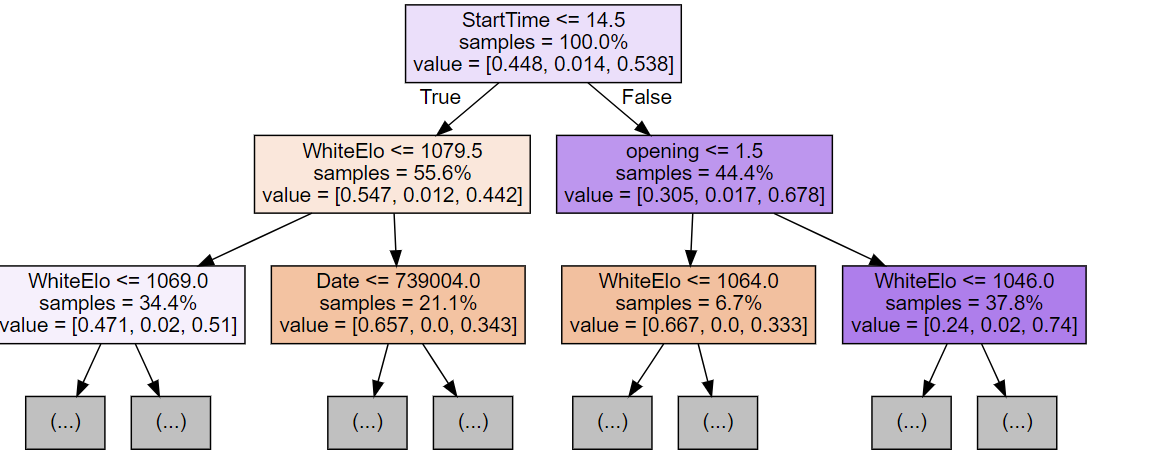 StartTime <= 14.5
samples = 100.0%
value = [0.448, 0.014, 0.538]
True
False
WhiteElo <= 1079.5
samples = 55.6%
value = [0.547, 0.012, 0.442]
opening <= 1.5
samples = 44.4%
value = [0.305, 0.017, 0.678]
WhiteElo <= 1069.0
samples = 34.4%
value = [0.471, 0.02, 0.51]
Date <= 739004.0
samples = 21.1%
value = [0.657, 0.0, 0.343]
WhiteElo <= 1064.0
samples = 6.7%
value = [0.667, 0.0, 0.333]
WhiteElo <= 1046.0
samples = 37.8%
value = [0.24, 0.02, 0.74]
(...)
(...)
(...)
(...)
(...)
(...)
(...)
(...)